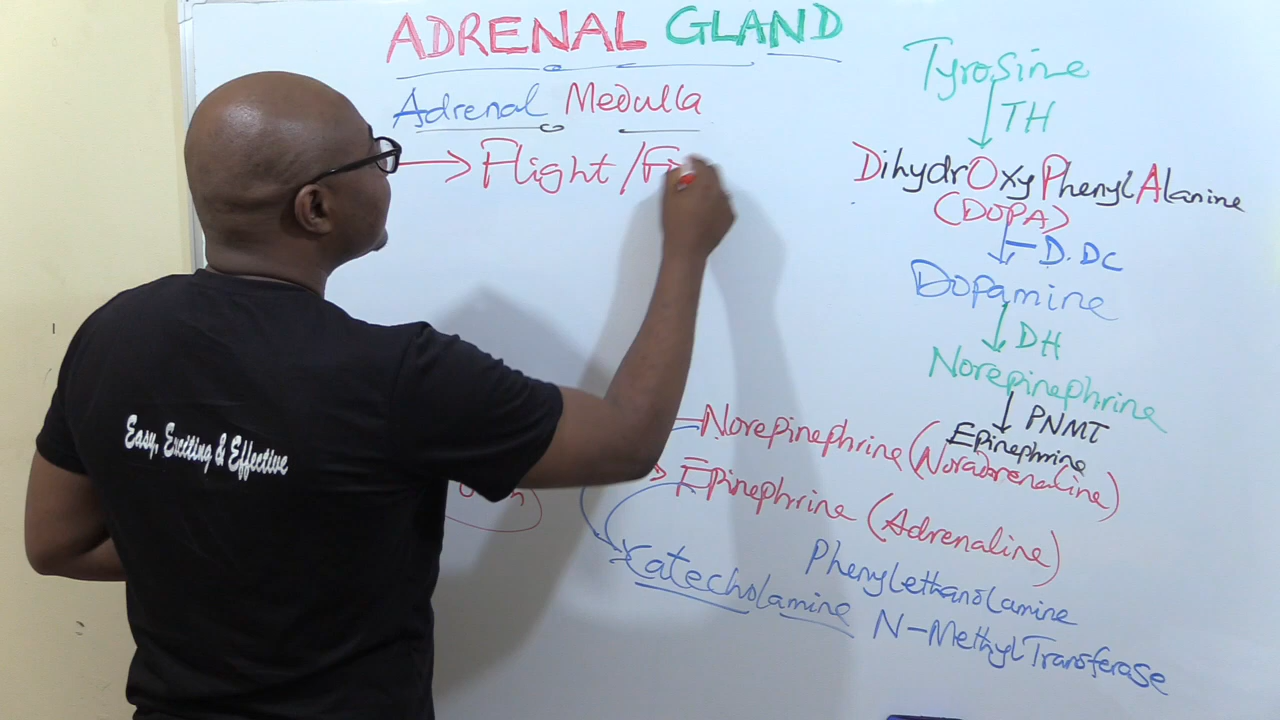 ADRENAL GLAND
Adrenal Medulla
Flight /
Tyrosine
TH
DihydrOxyPhenylAlanine
(DOPA)
D.DC
Dopamine
DH
Norepinephrine
PNMT
Epinephrine
Norepinephrine (Noradrenaline)
Epinephrine (Adrenaline)
Catecholamine
Phenylethanolamine
N-Methyl Transferase
Easy, Exciting & Effective